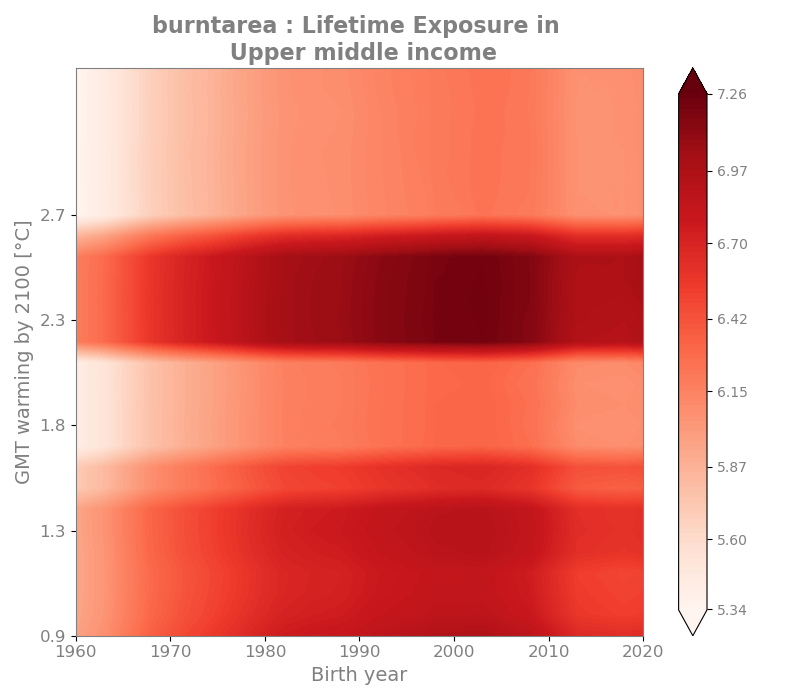 burntarea : Lifetime Exposure in
Upper middle income
7.26
6.97
6.70
6.42
6.15
5.87
5.60
5.34
GMT warming by 2100 [°C]
2.7
2.3
1.8
1.3
0.9
1960 1970 1980 1990 2000 2010 2020
Birth year